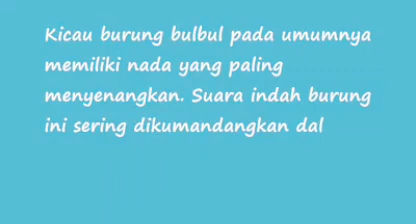 Kicau burung bulbul pada umumnya
memiliki nada yang paling
menyenangkan. Suara indah burung
ini sering dikumandangkan dal